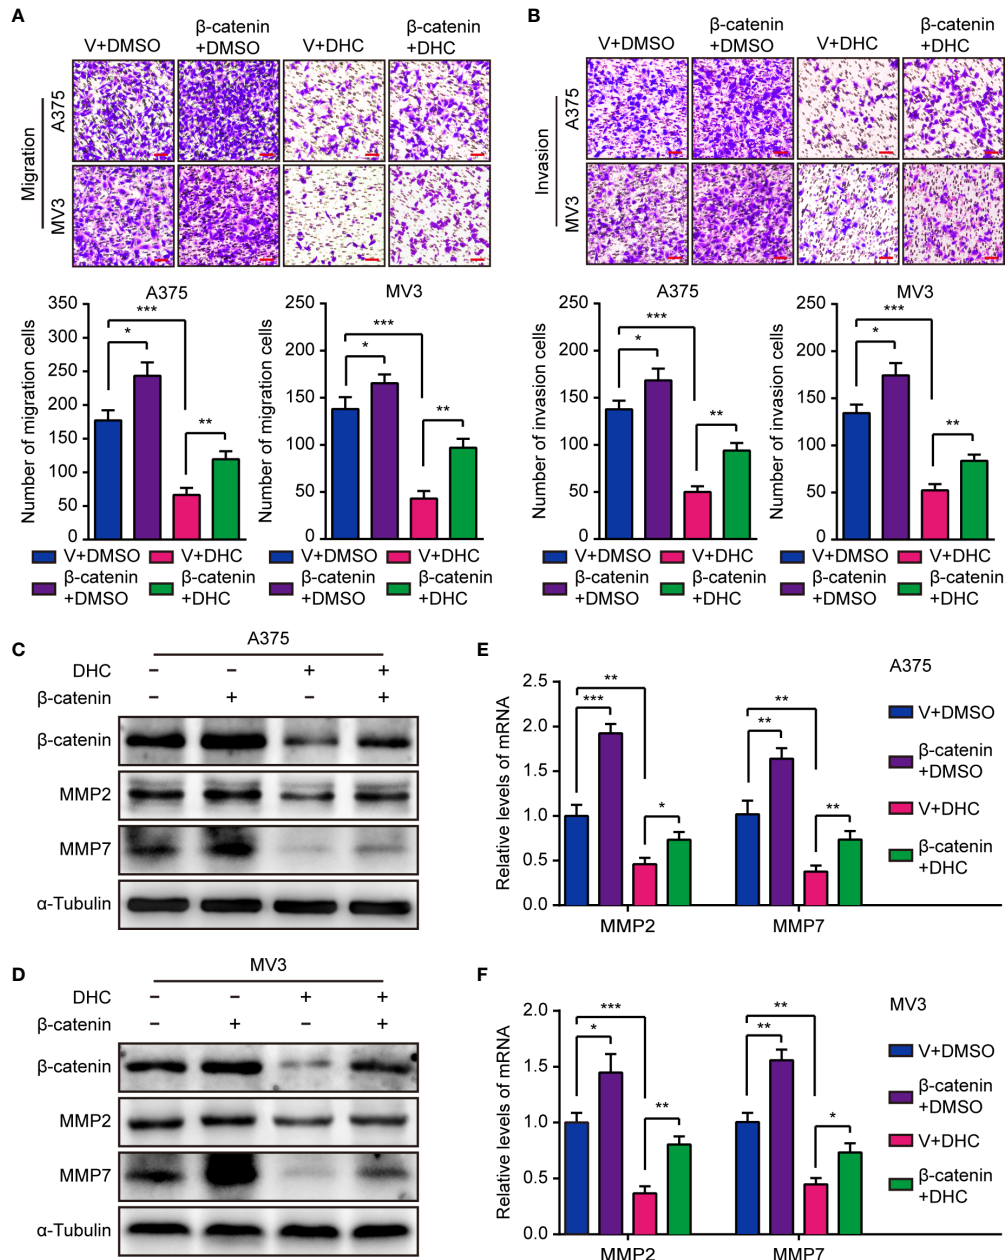 A
V+DMSO
β-catenin
+DMSO
V+DHC
β-catenin
+DHC
Migration
A375
MV3
A375
Number of migration cells
350
300
250
200
150
100
50
0
***
*
**
MV3
Number of migration cells
250
200
150
100
50
0
***
*
**
V+DMSO
V+DHC
β-catenin
+DMSO
β-catenin
+DHC
V+DMSO
V+DHC
β-catenin
+DMSO
β-catenin
+DHC
B
V+DMSO
β-catenin
+DMSO
V+DHC
β-catenin
+DHC
Invasion
A375
MV3
A375
Number of invasion cells
250
200
150
100
50
0
***
*
**
MV3
Number of invasion cells
250
200
150
100
50
0
***
*
**
V+DMSO
V+DHC
β-catenin
+DMSO
β-catenin
+DHC
V+DMSO
V+DHC
β-catenin
+DMSO
β-catenin
+DHC
C
A375
DHC – – + +
β-catenin – + – +
β-catenin
MMP2
MMP7
α-Tubulin
D
MV3
DHC – – + +
β-catenin – + – +
β-catenin
MMP2
MMP7
α-Tubulin
E
A375
Relative levels of mRNA
2.5
2.0
1.5
1.0
0.5
0.0
**
***
*
**
**
**
MMP2
MMP7
V+DMSO
β-catenin
+DMSO
V+DHC
β-catenin
+DHC
F
MV3
Relative levels of mRNA
2.0
1.5
1.0
0.5
0.0
***
*
**
**
**
*
MMP2
MMP7
V+DMSO
β-catenin
+DMSO
V+DHC
β-catenin
+DHC